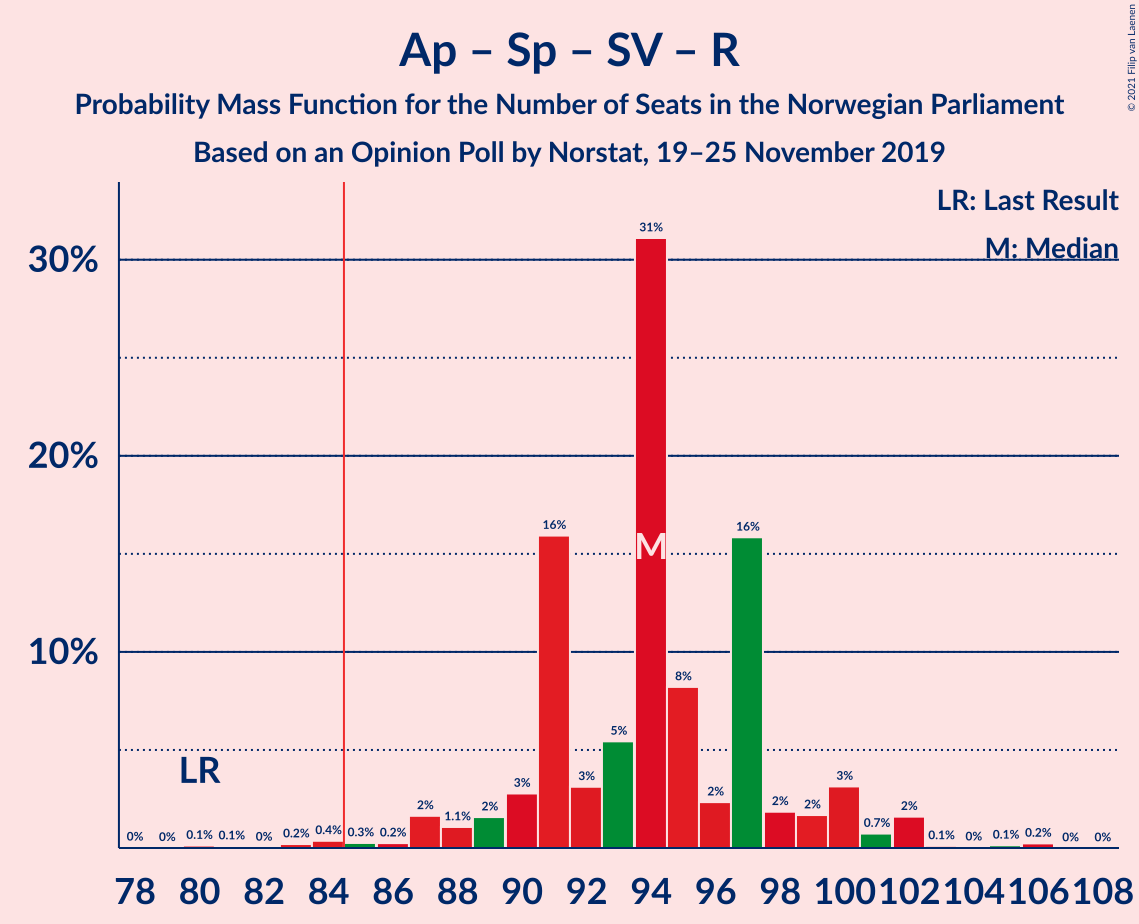 Ap – Sp – SV – R
Probability Mass Function for the Number of Seats in the Norwegian Parliament
Based on an Opinion Poll by Norstat, 19–25 November 2019
© 2021 Filip van Laenen
LR: Last Result
M: Median
30%
20%
10%
LR
M
0% 0% 0.1% 0.1% 0% 0.2% 0.4% 0.3% 0.2% 2% 1.1% 2% 3% 16% 3% 5% 31% 8% 2% 16% 2% 2% 3% 0.7% 2% 0.1% 0% 0.1% 0.2% 0% 0%
78 80 82 84 86 88 90 92 94 96 98 100 102 104 106 108